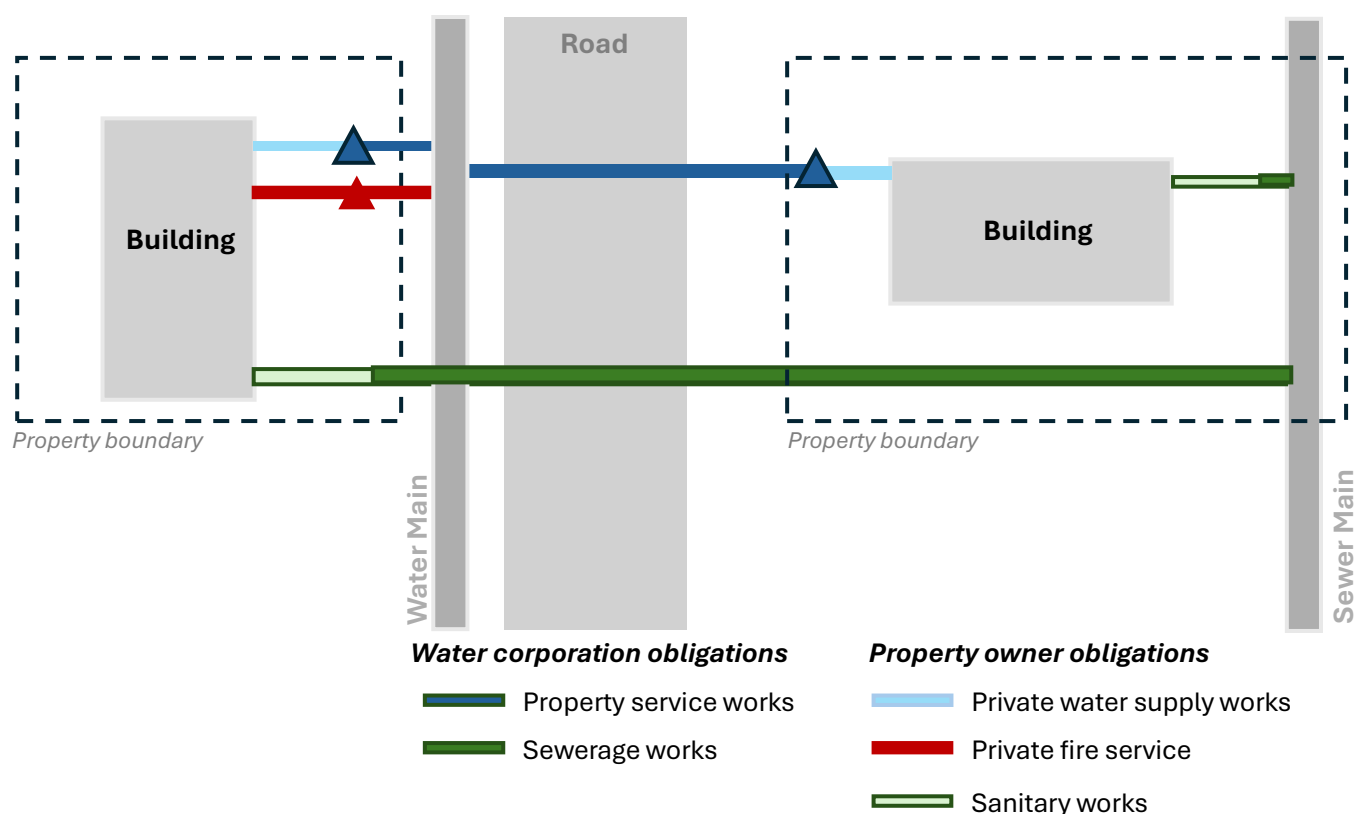 Road
Building
Building
Property boundary
Property boundary
Water Main
Sewer Main
Water corporation obligations
Property service works
Sewerage works
Property owner obligations
Private water supply works
Private fire service
Sanitary works